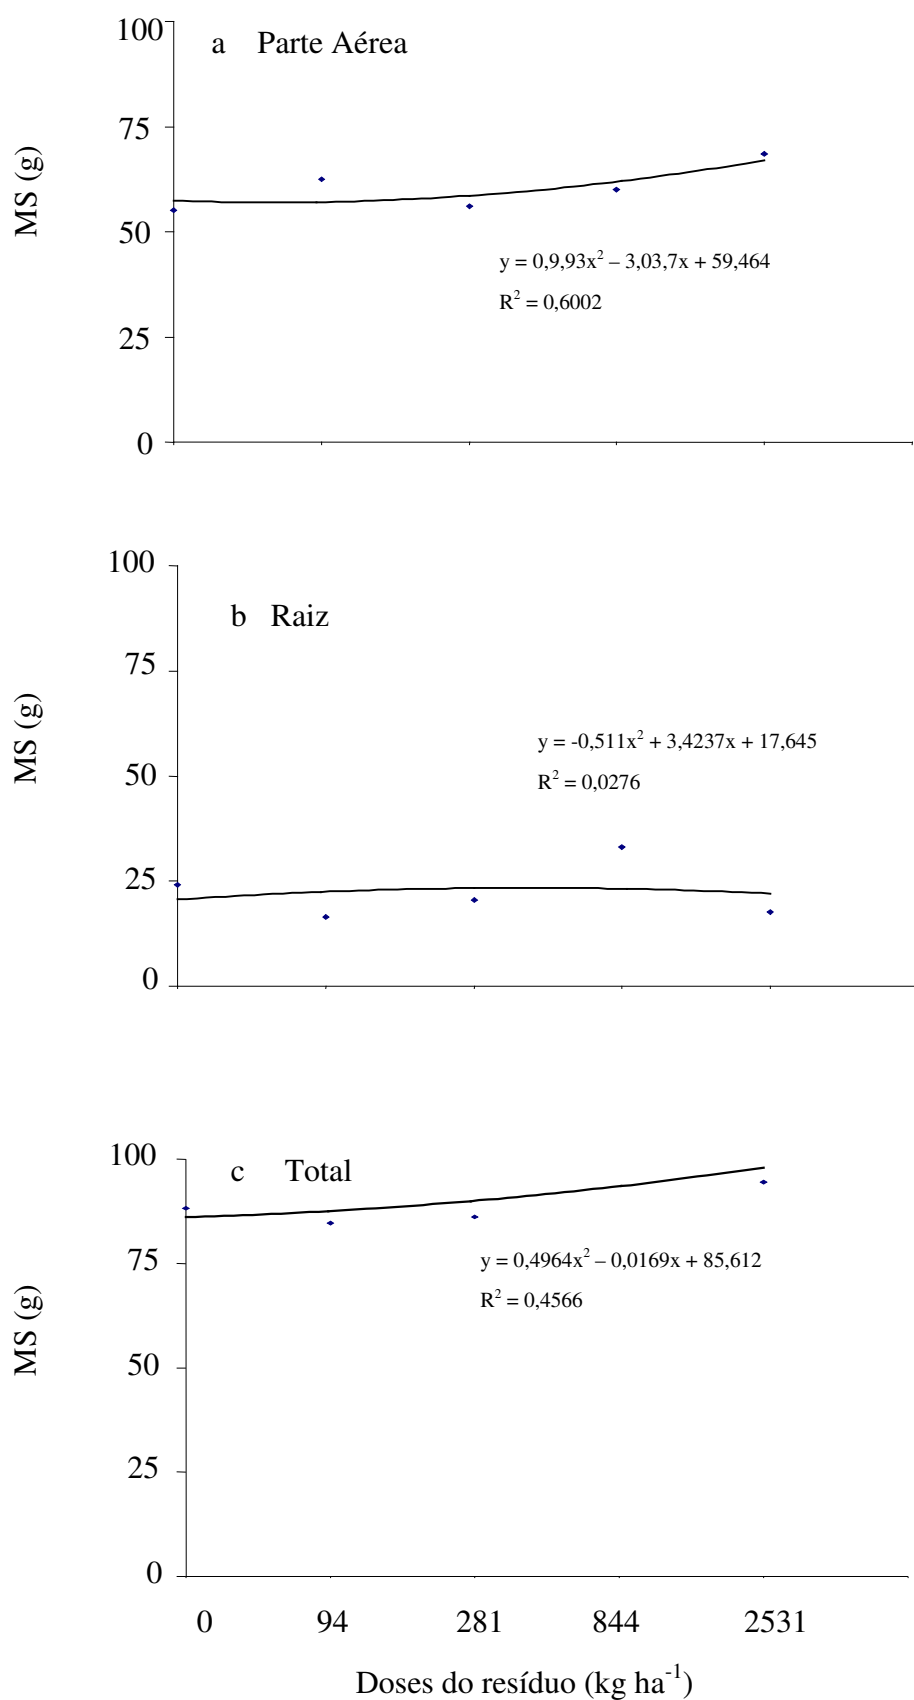 100
a Parte Aérea
75
MS (g)
50
y = 0,9,93x² – 3,03,7x + 59,464
R² = 0,6002
25
0
100
b Raiz
75
MS (g)
y = -0,511x² + 3,4237x + 17,645
50
R² = 0,0276
25
0
100
c Total
75
y = 0,4964x² – 0,0169x + 85,612
MS (g)
R² = 0,4566
50
25
0
0 94 281 844 2531
Doses do resíduo (kg ha⁻¹)